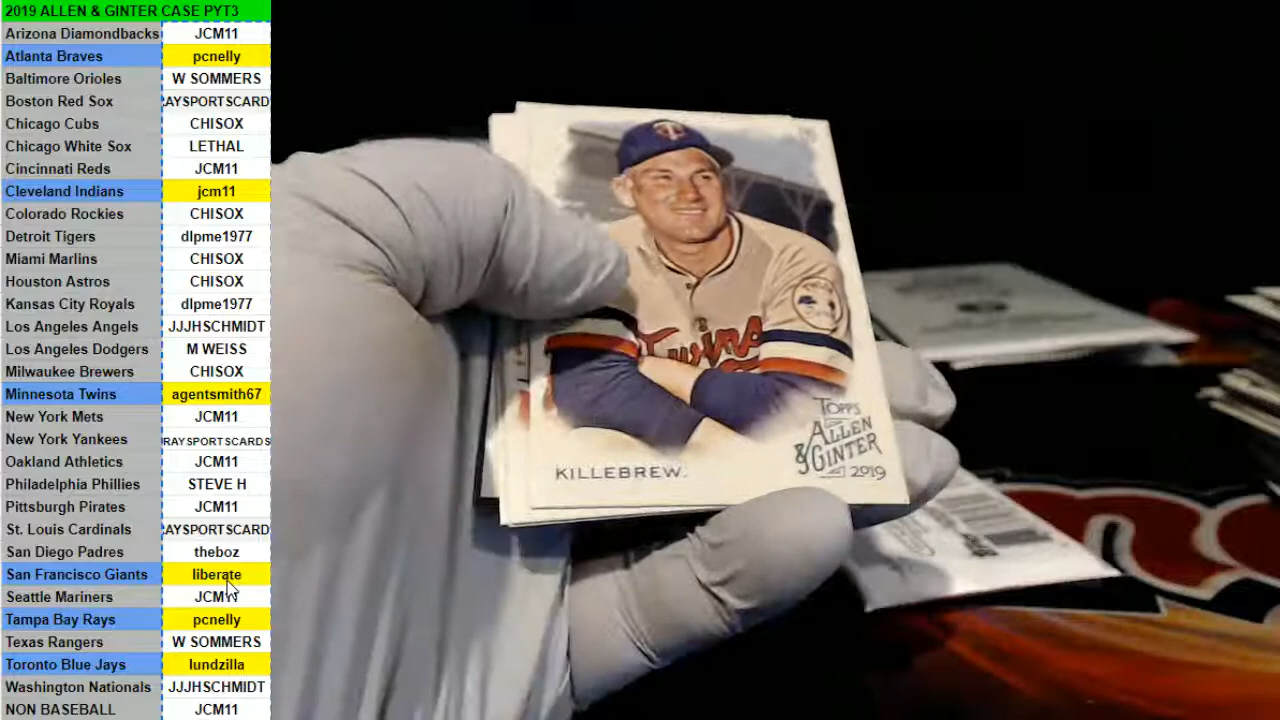 2019 ALLEN & GINTER CASE PYT3
Arizona Diamondbacks JCM11
Atlanta Braves pcnelly
Baltimore Orioles W SOMMERS
Boston Red Sox AYSPORTSCARD
Chicago Cubs CHISOX
Chicago White Sox LETHAL
Cincinnati Reds JCM11
Cleveland Indians jcm11
Colorado Rockies CHISOX
Detroit Tigers dlpme1977
Miami Marlins CHISOX
Houston Astros CHISOX
Kansas City Royals dlpme1977
Los Angeles Angels JJJHSCHMIDT
Los Angeles Dodgers M WEISS
Milwaukee Brewers CHISOX
Minnesota Twins agentsmith67
New York Mets JCM11
New York Yankees RAYSPORTSCARDS
Oakland Athletics JCM11
Philadelphia Phillies STEVE H
Pittsburgh Pirates JCM11
St. Louis Cardinals AYSPORTSCARD
San Diego Padres theboz
San Francisco Giants liberate
Seattle Mariners JCM11
Tampa Bay Rays pcnelly
Texas Rangers W SOMMERS
Toronto Blue Jays lundzilla
Washington Nationals JJJHSCHMIDT
NON BASEBALL JCM11
T
Twins
KILLEBREW.
TOPPS
ALLEN
& GINTER
2019